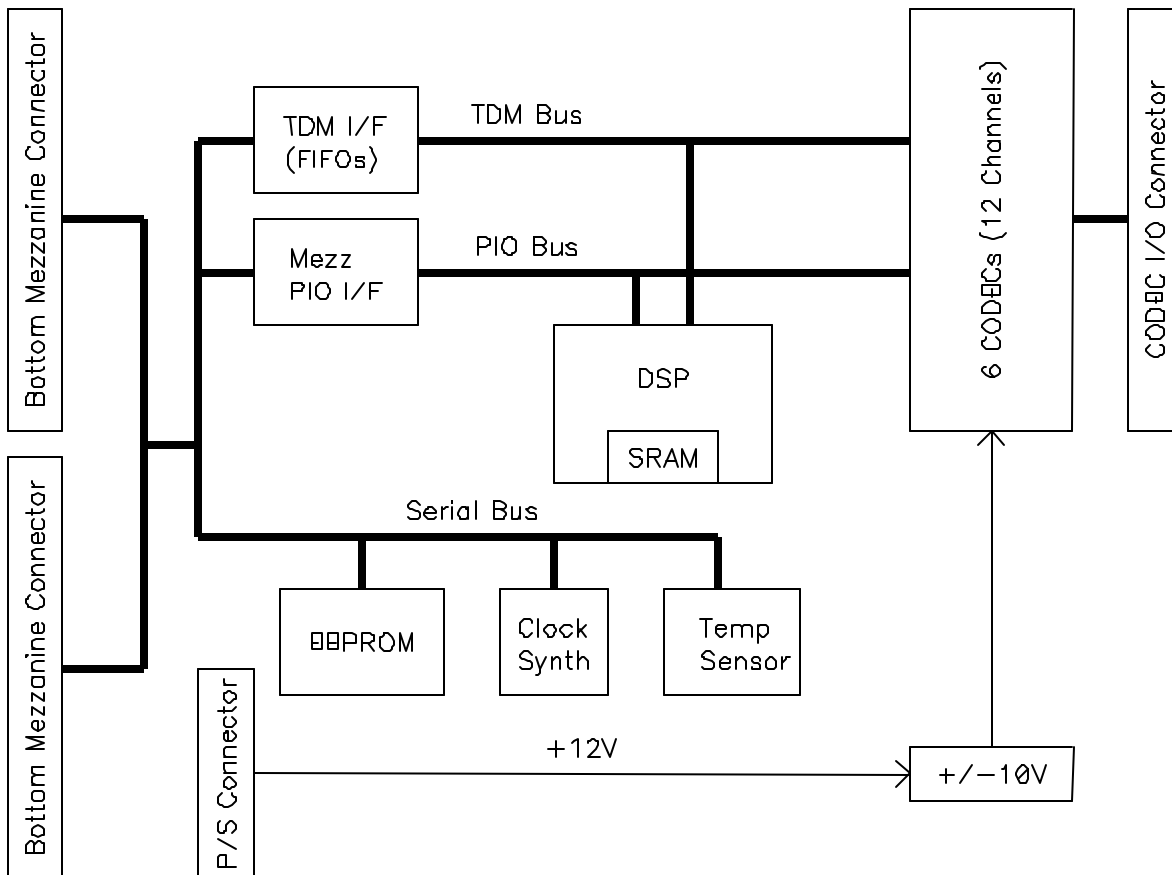 Bottom Mezzanine Connector
TDM I/F
(FIFOs)
TDM Bus
Mezz
PIO I/F
PIO Bus
DSP
SRAM
6 CODECs (12 Channels)
CODEC I/O Connector
Bottom Mezzanine Connector
Serial Bus
EEPROM
Clock
Synth
Temp
Sensor
P/S Connector
+12V
+/-10V